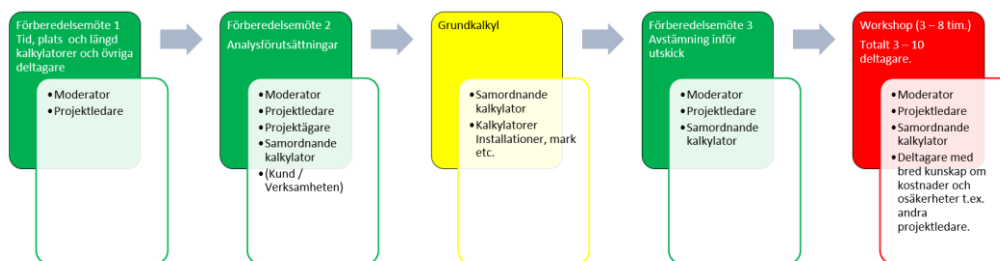 Förberedelsemöte 1
Tid, plats och längd
kalkylatorer och övriga
deltagare
•Moderator
•Projektledare
Förberedelsemöte 2
Analysförutsättningar
•Moderator
•Projektledare
•Projektägare
•Samordnande
kalkylator
•(Kund /
Verksamheten)
Grundkalkyl
•Samordnande
kalkylator
•Kalkylatorer
Installationer, mark
etc.
Förberedelsemöte 3
Avstämning inför
utskick
•Moderator
•Projektledare
•Samordnande
kalkylator
Workshop (3 – 8 tim.)
Totalt 3 – 10
deltagare.
•Moderator
•Projektledare
•Samordnande
kalkylator
•Deltagare med
bred kunskap om
kostnader och
osäkerheter t.ex.
andra
projektledare.